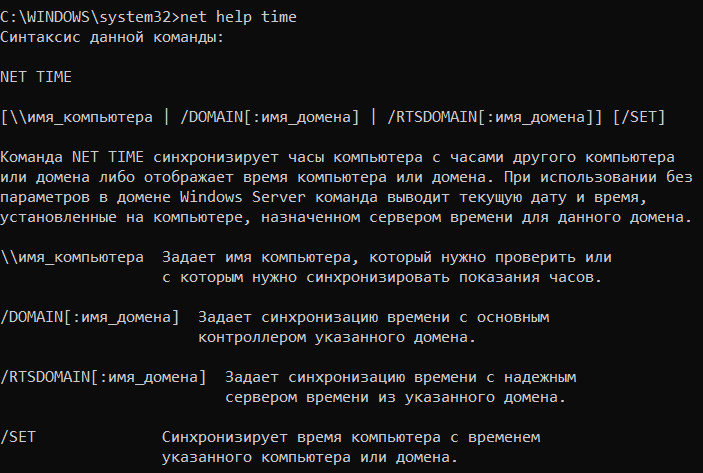 C:\WINDOWS\system32>net help time
Синтаксис данной команды:
NET TIME
[\\имя_компьютера | /DOMAIN[:имя_домена] | /RTSDOMAIN[:имя_домена]] [/SET]
Команда NET TIME синхронизирует часы компьютера с часами другого компьютера
или домена либо отображает время компьютера или домена. При использовании без
параметров в домене Windows Server команда выводит текущую дату и время,
установленные на компьютере, назначенном сервером времени для данного домена.
\\имя_компьютера  Задает имя компьютера, который нужно проверить или
с которым нужно синхронизировать показания часов.
/DOMAIN[:имя_домена]  Задает синхронизацию времени с основным
контроллером указанного домена.
/RTSDOMAIN[:имя_домена]  Задает синхронизацию времени с надежным
сервером времени из указанного домена.
/SET  Синхронизирует время компьютера с временем
указанного компьютера или домена.